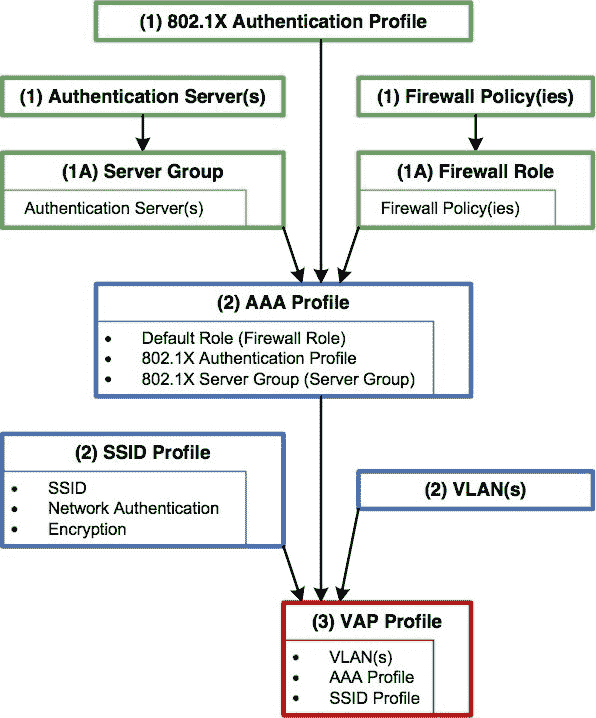 (1) 802.1X Authentication Profile
(1) Authentication Server(s)
(1) Firewall Policy(ies)
(1A) Server Group
Authentication Server(s)
(1A) Firewall Role
Firewall Policy(ies)
(2) AAA Profile
• Default Role (Firewall Role)
• 802.1X Authentication Profile
• 802.1X Server Group (Server Group)
(2) SSID Profile
• SSID
• Network Authentication
• Encryption
(2) VLAN(s)
(3) VAP Profile
• VLAN(s)
• AAA Profile
• SSID Profile